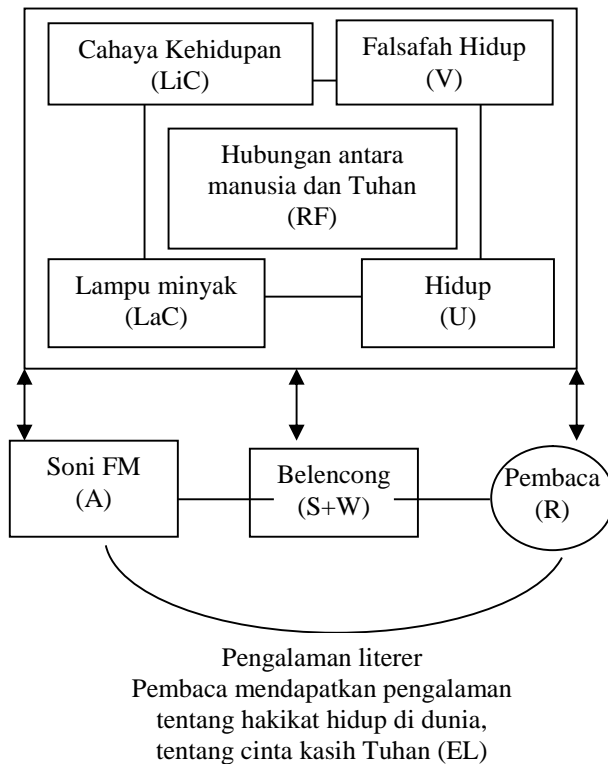 Cahaya Kehidupan
(LiC)
Falsafah Hidup
(V)
Hubungan antara
manusia dan Tuhan
(RF)
Lampu minyak
(LaC)
Hidup
(U)
Soni FM
(A)
Belencong
(S+W)
Pembaca
(R)
Pengalaman literer
Pembaca mendapatkan pengalaman
tentang hakikat hidup di dunia,
tentang cinta kasih Tuhan (EL)